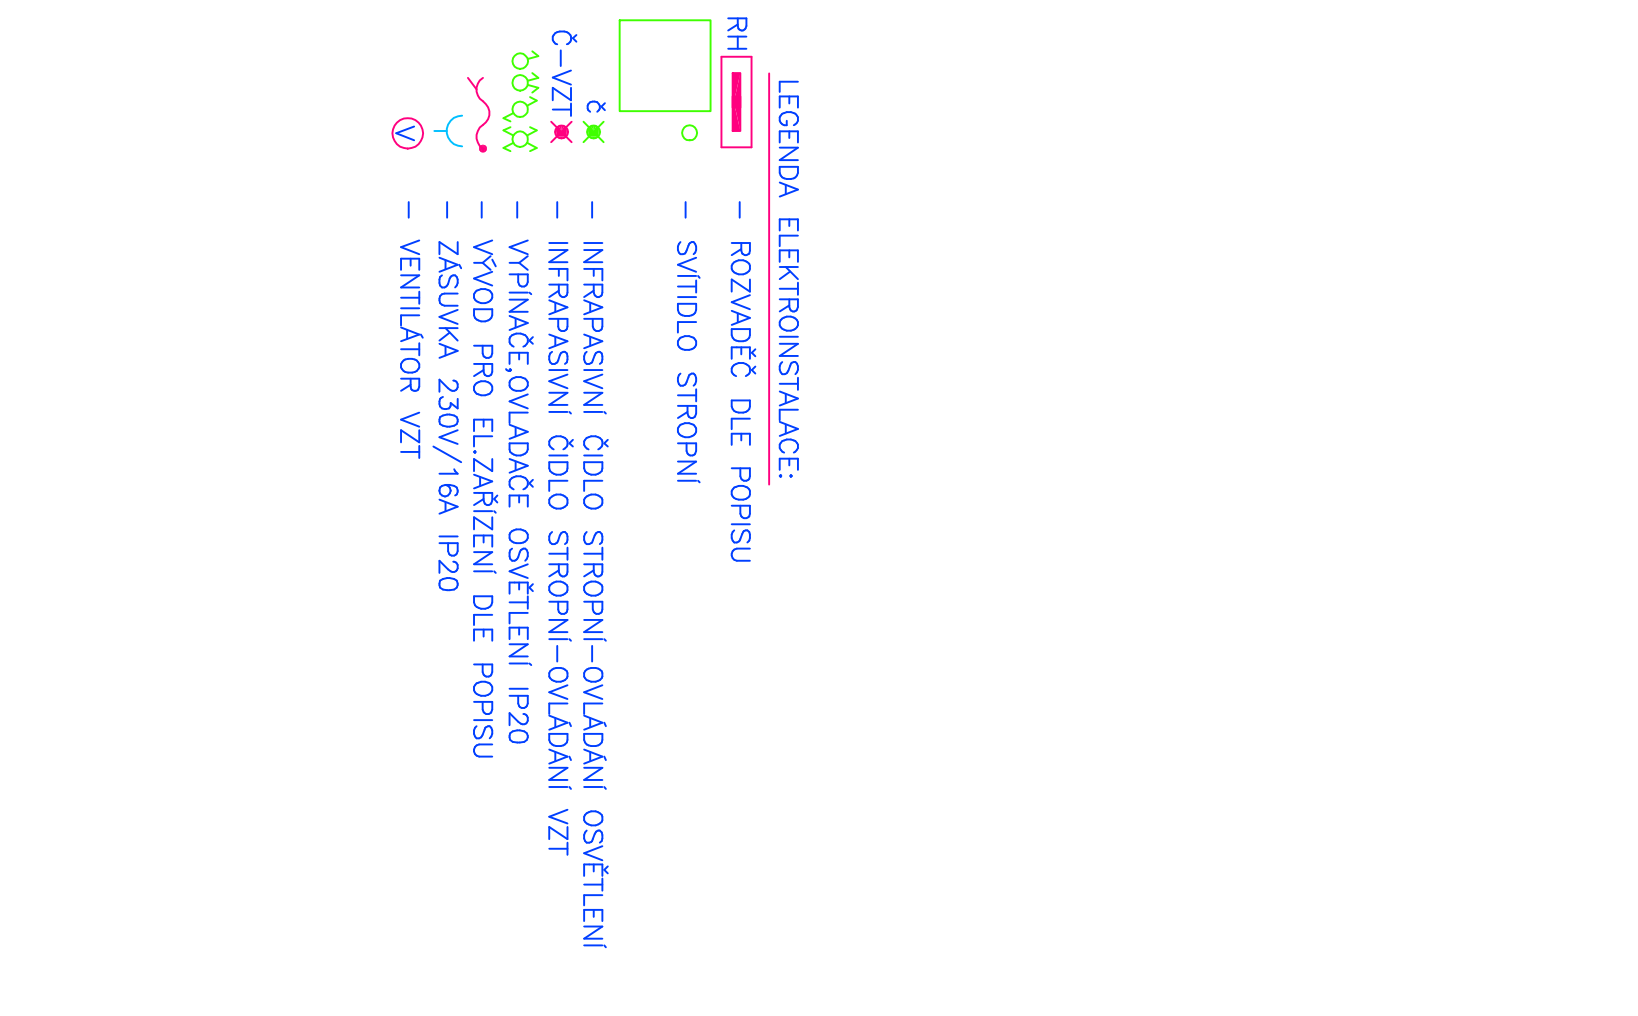 LEGENDA ELEKTROINSTALACE:
RH - ROZVADĚČ DLE POPISU
- SVÍTIDLO STROPNÍ
Č - INFRAPASIVNÍ ČIDLO STROPNÍ-OVLÁDÁNÍ OSVĚTLENÍ
Č-VZT - INFRAPASIVNÍ ČIDLO STROPNÍ-OVLÁDÁNÍ VZT
- VYPÍNAČE,OVLADAČE OSVĚTLENÍ IP20
- VÝVOD PRO EL.ZAŘÍZENÍ DLE POPISU
- ZÁSUVKA 230V/16A IP20
V - VENTILÁTOR VZT